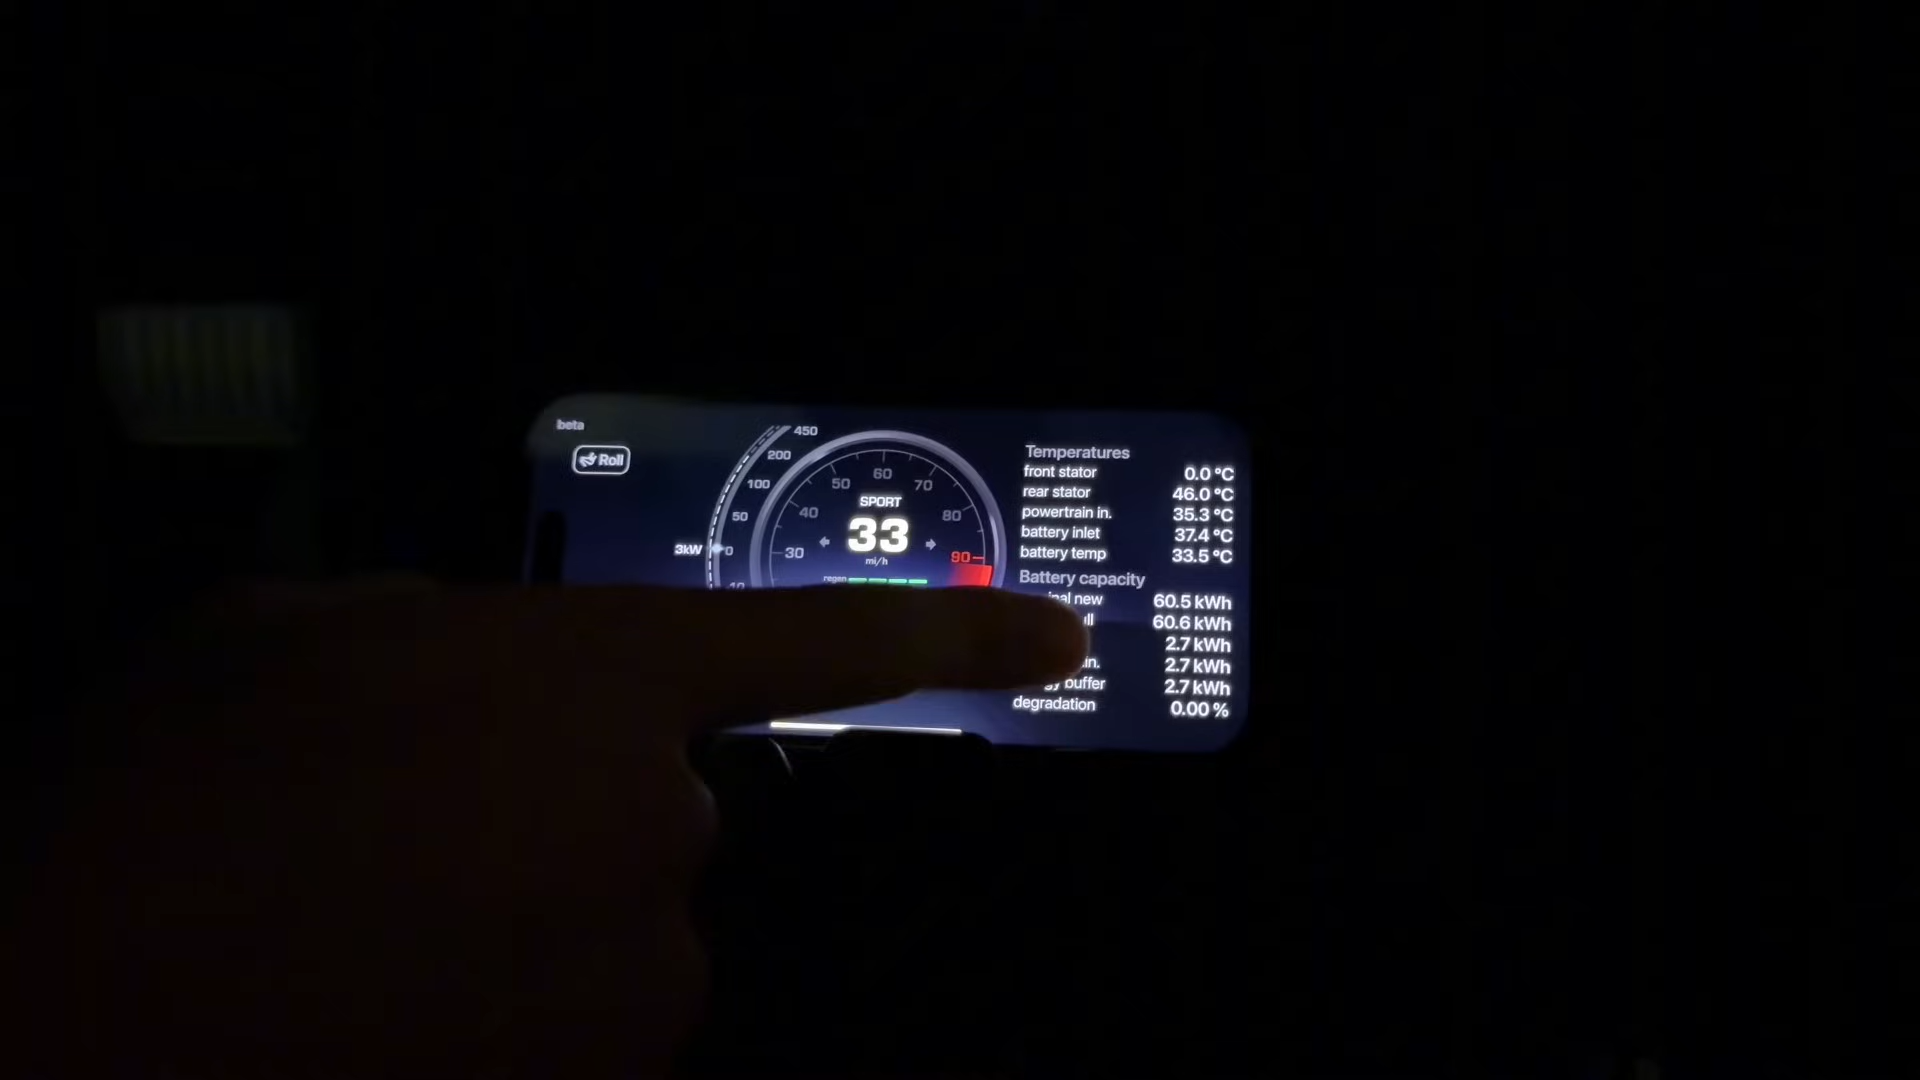 beta
Roll
450
200
100
50
3kW 0
10
60
50 70
40 80
30 90
SPORT
33
mi/h
regen
Temperatures
front stator 0.0 °C
rear stator 46.0 °C
powertrain in. 35.3 °C
battery inlet 37.4 °C
battery temp 33.5 °C
Battery capacity
new 60.5 kWh
60.6 kWh
2.7 kWh
in. 2.7 kWh
buffer 2.7 kWh
degradation 0.00 %